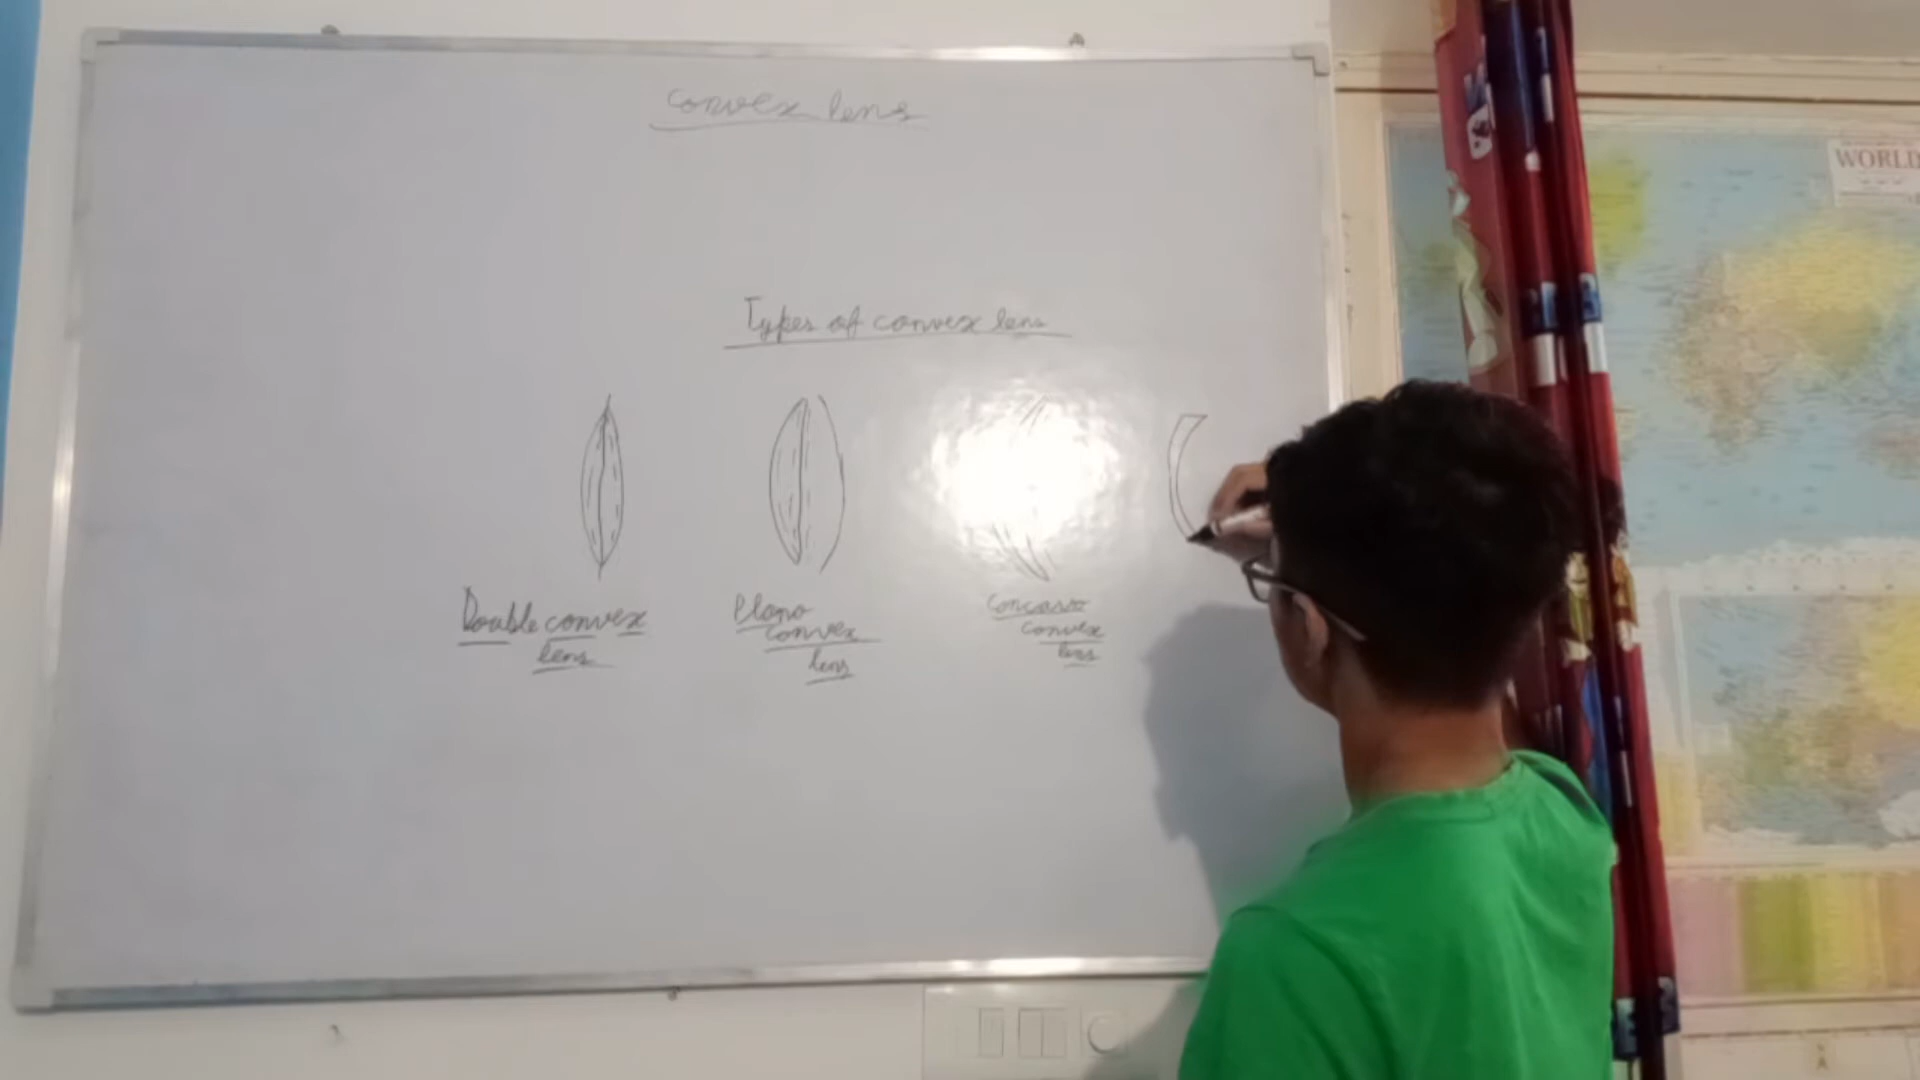 Convex lens
Types of convex lens
Double convex
lens
Plano
convex
lens
Concavo
convex
lens
WORLD